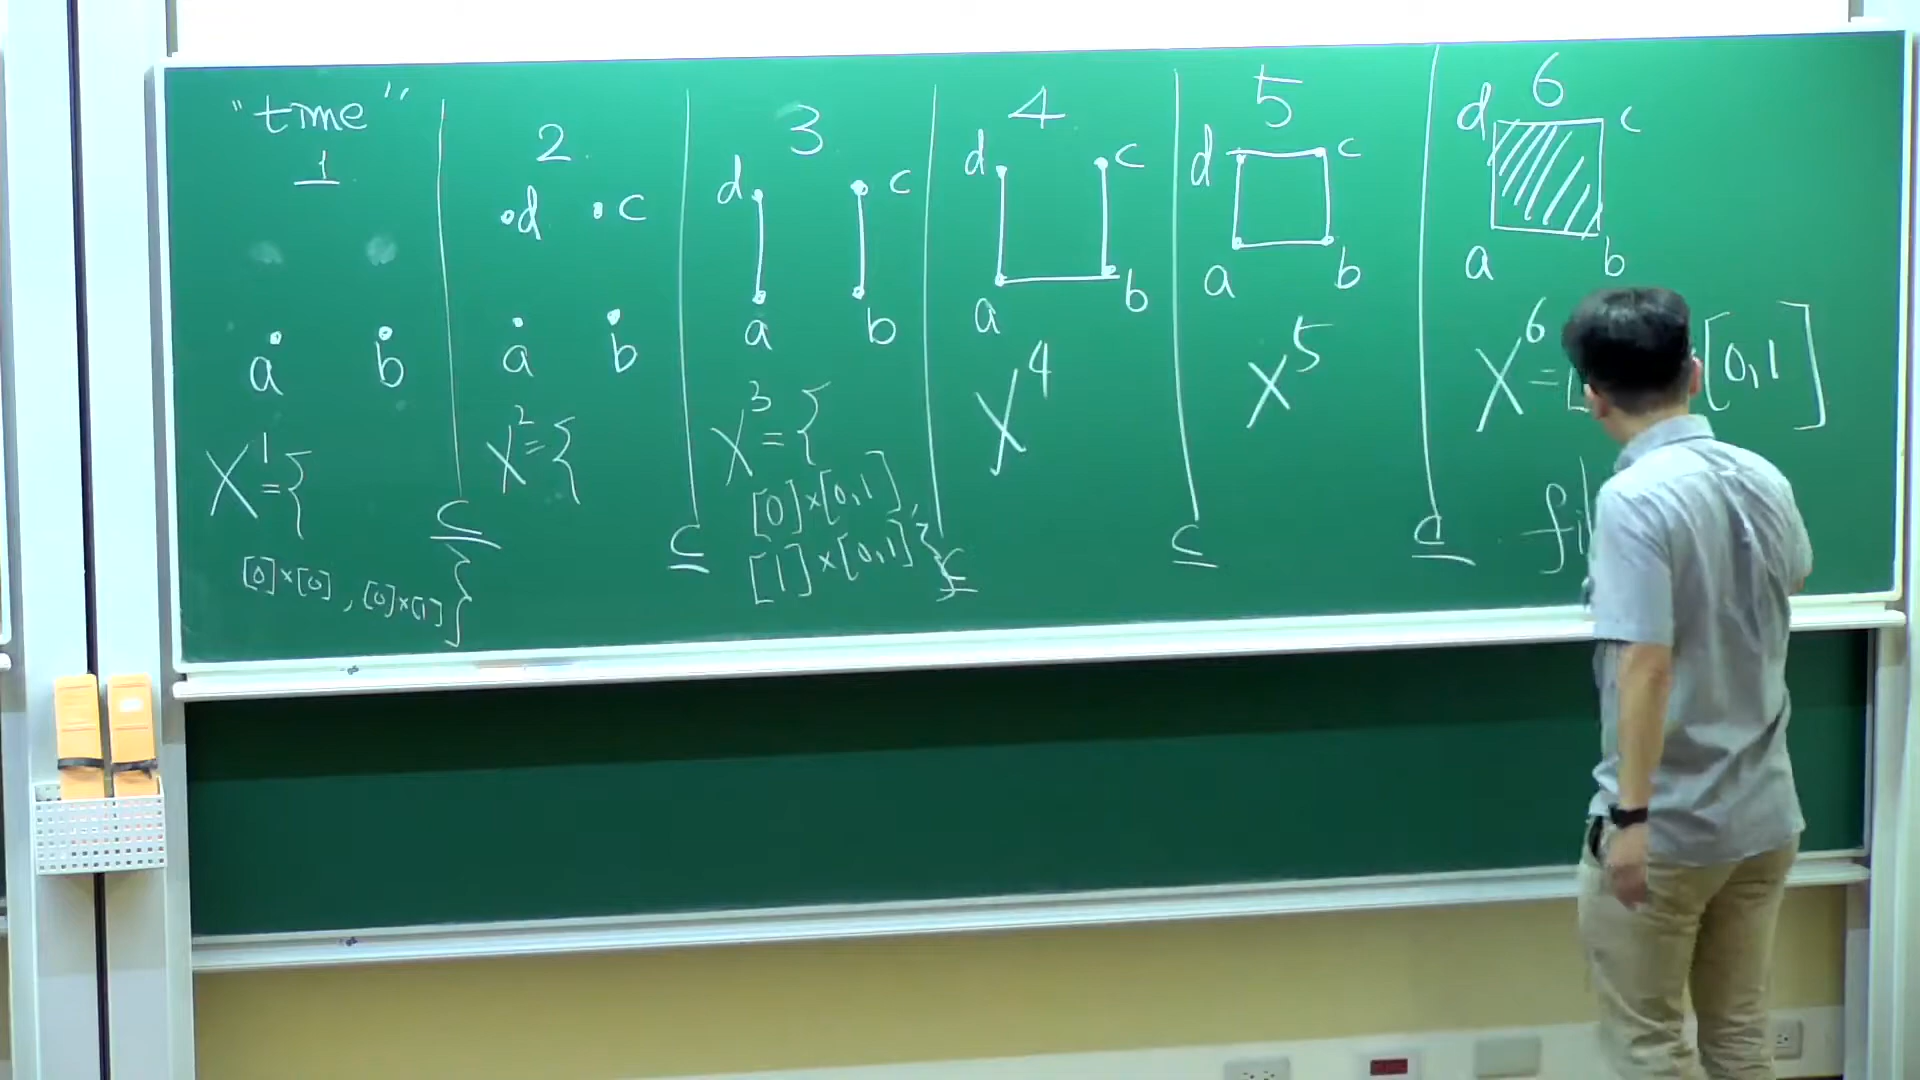 "time"
1
a b
X¹ = {
[0]×[0], [0]×[1] }
⊆
2
d c
a b
X² = {
⊆
3
d c
a b
X³ = {
[0]×[0,1],
[1]×[0,1] }
⊆
4
d c
a b
X⁴
⊆
5
d c
a b
X⁵
⊆
6
d c
a b
X⁶ = [ [0,1]